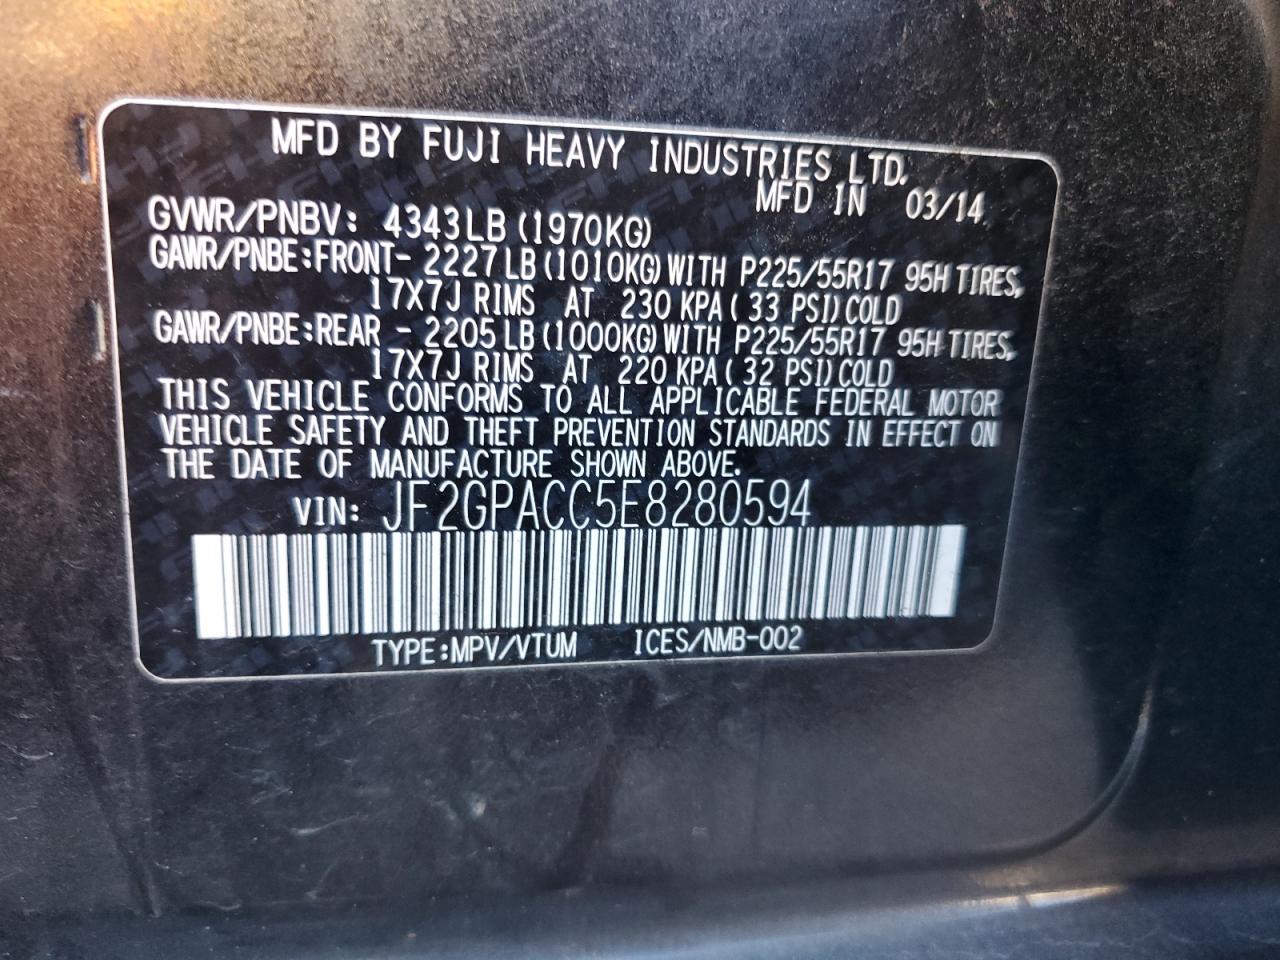 MFD BY FUJI HEAVY INDUSTRIES LTD.
MFD IN 03/14
GVWR/PNBV: 4343LB (1970KG)
GAWR/PNBE:FRONT- 2227 LB (1010KG) WITH P225/55R17 95H TIRES,
17X7J RIMS AT 230 KPA ( 33 PSI) COLD
GAWR/PNBE:REAR - 2205 LB (1000KG) WITH P225/55R17 95H TIRES,
17X7J RIMS AT 220 KPA ( 32 PSI) COLD
THIS VEHICLE CONFORMS TO ALL APPLICABLE FEDERAL MOTOR
VEHICLE SAFETY AND THEFT PREVENTION STANDARDS IN EFFECT ON
THE DATE OF MANUFACTURE SHOWN ABOVE.
VIN: JF2GPACC5E8280594
TYPE:MPV/VTUM ICES/NMB-002